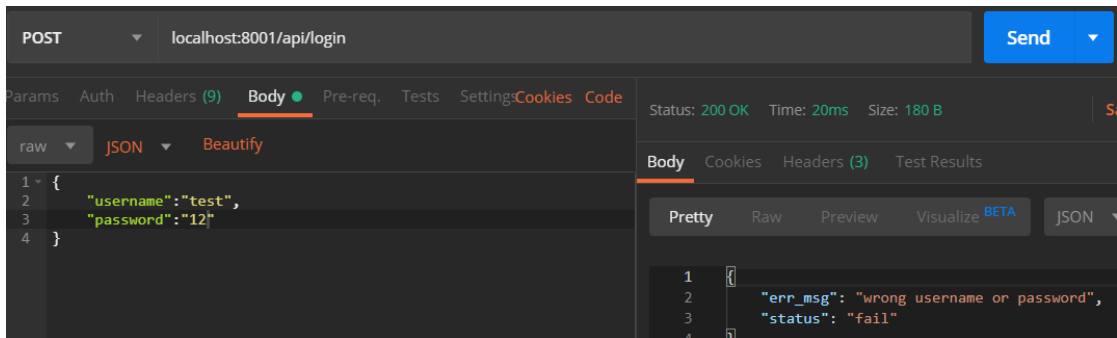 POST localhost:8001/api/login Send
Params Auth Headers (9) Body Pre-req. Tests Settings Cookies Code
raw JSON Beautify
1 {
2 "username":"test",
3 "password":"12"
4 }
Status: 200 OK Time: 20ms Size: 180 B
Body Cookies Headers (3) Test Results
Pretty Raw Preview Visualize BETA JSON
1 {
2 "err_msg": "wrong username or password",
3 "status": "fail"
4 }